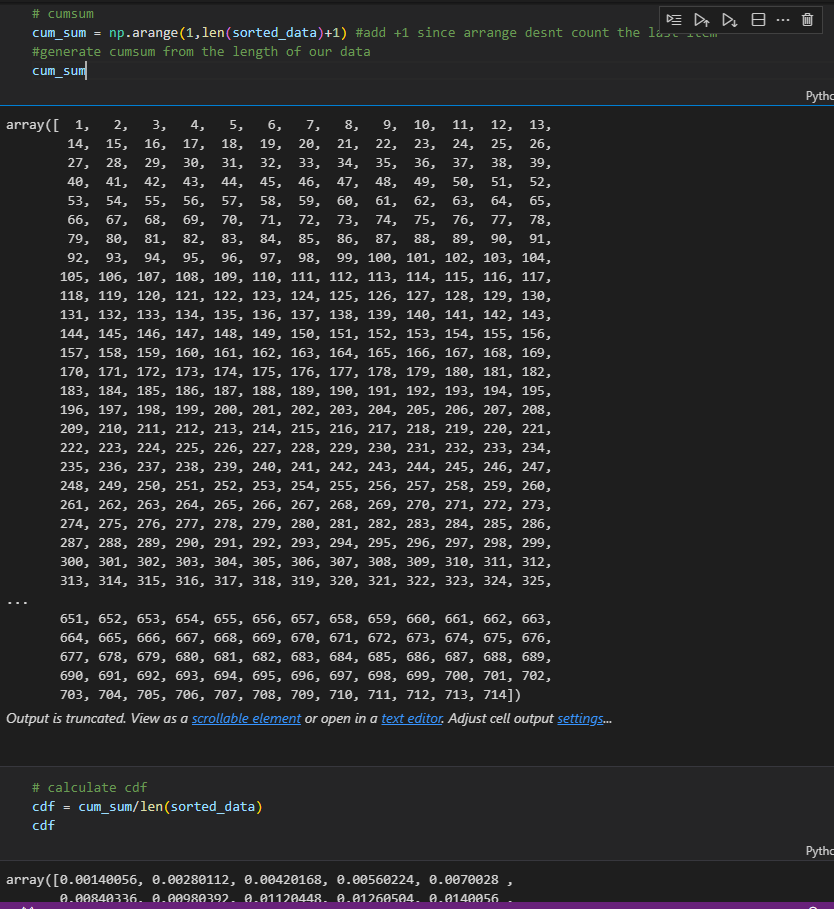 # cumsum
cum_sum = np.arange(1,len(sorted_data)+1) #add +1 since arrange desnt count the last item
#generate cumsum from the length of our data
cum_sum
Pytho
array([  1,   2,   3,   4,   5,   6,   7,   8,   9,  10,  11,  12,  13,
14,  15,  16,  17,  18,  19,  20,  21,  22,  23,  24,  25,  26,
27,  28,  29,  30,  31,  32,  33,  34,  35,  36,  37,  38,  39,
40,  41,  42,  43,  44,  45,  46,  47,  48,  49,  50,  51,  52,
53,  54,  55,  56,  57,  58,  59,  60,  61,  62,  63,  64,  65,
66,  67,  68,  69,  70,  71,  72,  73,  74,  75,  76,  77,  78,
79,  80,  81,  82,  83,  84,  85,  86,  87,  88,  89,  90,  91,
92,  93,  94,  95,  96,  97,  98,  99, 100, 101, 102, 103, 104,
105, 106, 107, 108, 109, 110, 111, 112, 113, 114, 115, 116, 117,
118, 119, 120, 121, 122, 123, 124, 125, 126, 127, 128, 129, 130,
131, 132, 133, 134, 135, 136, 137, 138, 139, 140, 141, 142, 143,
144, 145, 146, 147, 148, 149, 150, 151, 152, 153, 154, 155, 156,
157, 158, 159, 160, 161, 162, 163, 164, 165, 166, 167, 168, 169,
170, 171, 172, 173, 174, 175, 176, 177, 178, 179, 180, 181, 182,
183, 184, 185, 186, 187, 188, 189, 190, 191, 192, 193, 194, 195,
196, 197, 198, 199, 200, 201, 202, 203, 204, 205, 206, 207, 208,
209, 210, 211, 212, 213, 214, 215, 216, 217, 218, 219, 220, 221,
222, 223, 224, 225, 226, 227, 228, 229, 230, 231, 232, 233, 234,
235, 236, 237, 238, 239, 240, 241, 242, 243, 244, 245, 246, 247,
248, 249, 250, 251, 252, 253, 254, 255, 256, 257, 258, 259, 260,
261, 262, 263, 264, 265, 266, 267, 268, 269, 270, 271, 272, 273,
274, 275, 276, 277, 278, 279, 280, 281, 282, 283, 284, 285, 286,
287, 288, 289, 290, 291, 292, 293, 294, 295, 296, 297, 298, 299,
300, 301, 302, 303, 304, 305, 306, 307, 308, 309, 310, 311, 312,
313, 314, 315, 316, 317, 318, 319, 320, 321, 322, 323, 324, 325,
...
651, 652, 653, 654, 655, 656, 657, 658, 659, 660, 661, 662, 663,
664, 665, 666, 667, 668, 669, 670, 671, 672, 673, 674, 675, 676,
677, 678, 679, 680, 681, 682, 683, 684, 685, 686, 687, 688, 689,
690, 691, 692, 693, 694, 695, 696, 697, 698, 699, 700, 701, 702,
703, 704, 705, 706, 707, 708, 709, 710, 711, 712, 713, 714])
Output is truncated. View as a scrollable element or open in a text editor. Adjust cell output settings...
# calculate cdf
cdf = cum_sum/len(sorted_data)
cdf
Pytho
array([0.00140056, 0.00280112, 0.00420168, 0.00560224, 0.0070028 ,
0.00840336, 0.00980392, 0.01120448, 0.01260504, 0.0140056 ,